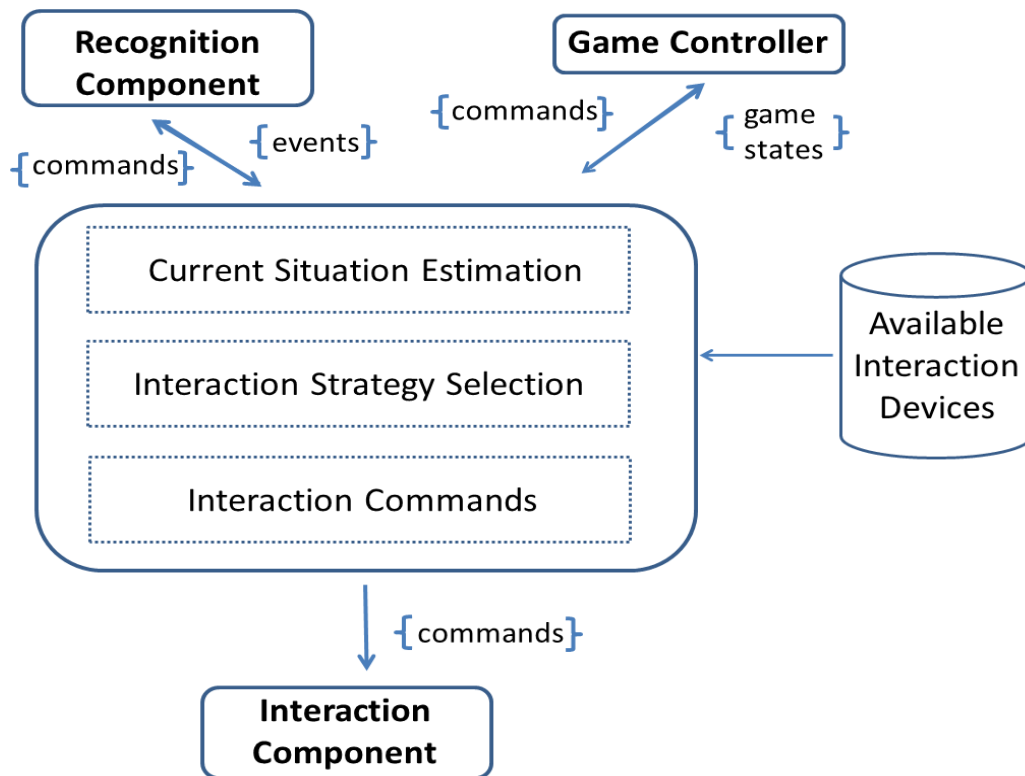 Recognition
Component
Game Controller
{commands}
{events}
{commands}
{game
states}
Current Situation Estimation
Interaction Strategy Selection
Interaction Commands
Available
Interaction
Devices
{commands}
Interaction
Component